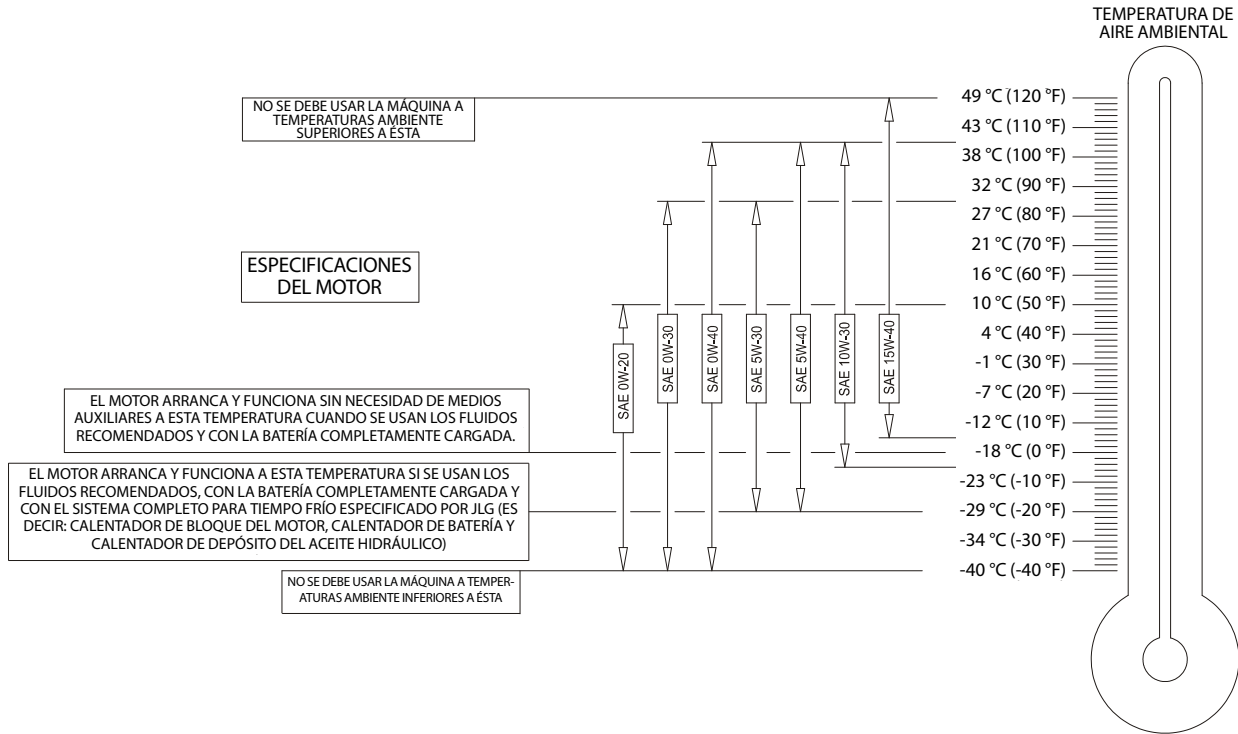 TEMPERATURA DE
AIRE AMBIENTAL
NO SE DEBE USAR LA MÁQUINA A
TEMPERATURAS AMBIENTE
SUPERIORES A ÉSTA
49 °C (120 °F)
43 °C (110 °F)
38 °C (100 °F)
32 °C (90 °F)
27 °C (80 °F)
21 °C (70 °F)
16 °C (60 °F)
10 °C (50 °F)
4 °C (40 °F)
-1 °C (30 °F)
-7 °C (20 °F)
-12 °C (10 °F)
-18 °C (0 °F)
-23 °C (-10 °F)
-29 °C (-20 °F)
-34 °C (-30 °F)
-40 °C (-40 °F)
ESPECIFICACIONES
DEL MOTOR
SAE 0W-20
SAE 0W-30
SAE 0W-40
SAE 5W-30
SAE 5W-40
SAE 10W-30
SAE 15W-40
EL MOTOR ARRANCA Y FUNCIONA SIN NECESIDAD DE MEDIOS
AUXILIARES A ESTA TEMPERATURA CUANDO SE USAN LOS FLUIDOS
RECOMENDADOS Y CON LA BATERÍA COMPLETAMENTE CARGADA.
EL MOTOR ARRANCA Y FUNCIONA A ESTA TEMPERATURA SI SE USAN LOS
FLUIDOS RECOMENDADOS, CON LA BATERÍA COMPLETAMENTE CARGADA Y
CON EL SISTEMA COMPLETO PARA TIEMPO FRÍO ESPECIFICADO POR JLG (ES
DECIR: CALENTADOR DE BLOQUE DEL MOTOR, CALENTADOR DE BATERÍA Y
CALENTADOR DE DEPÓSITO DEL ACEITE HIDRÁULICO)
NO SE DEBE USAR LA MÁQUINA A TEMPER-
ATURAS AMBIENTE INFERIORES A ÉSTA